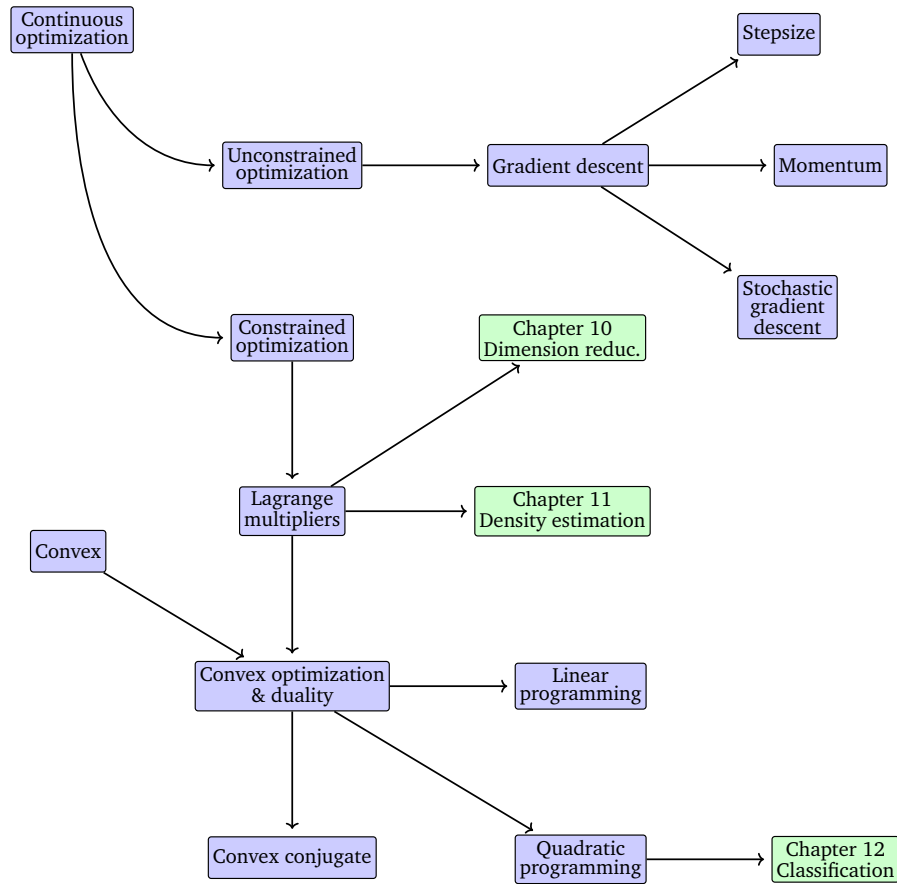 Continuous
optimization
Stepsize
Unconstrained
optimization
Gradient descent
Momentum
Stochastic
gradient
descent
Constrained
optimization
Chapter 10
Dimension reduc.
Lagrange
multipliers
Chapter 11
Density estimation
Convex
Convex optimization
& duality
Linear
programming
Convex conjugate
Quadratic
programming
Chapter 12
Classification